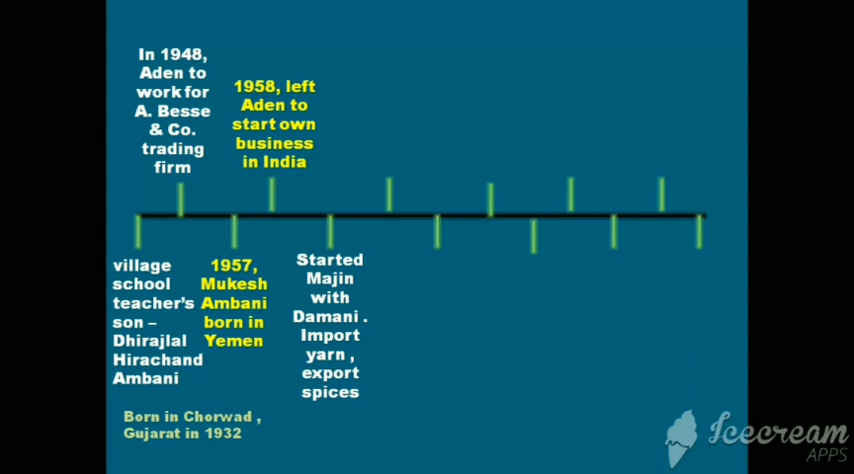 In 1948,
Aden to
work for
A. Besse
& Co.
trading
firm
1958, left
Aden to
start own
business
in India
village
school
teacher's
son –
Dhirajlal
Hirachand
Ambani
1957,
Mukesh
Ambani
born in
Yemen
Started
Majin
with
Damani .
Import
yarn ,
export
spices
Born in Chorwad ,
Gujarat in 1932
Icecream
APPS